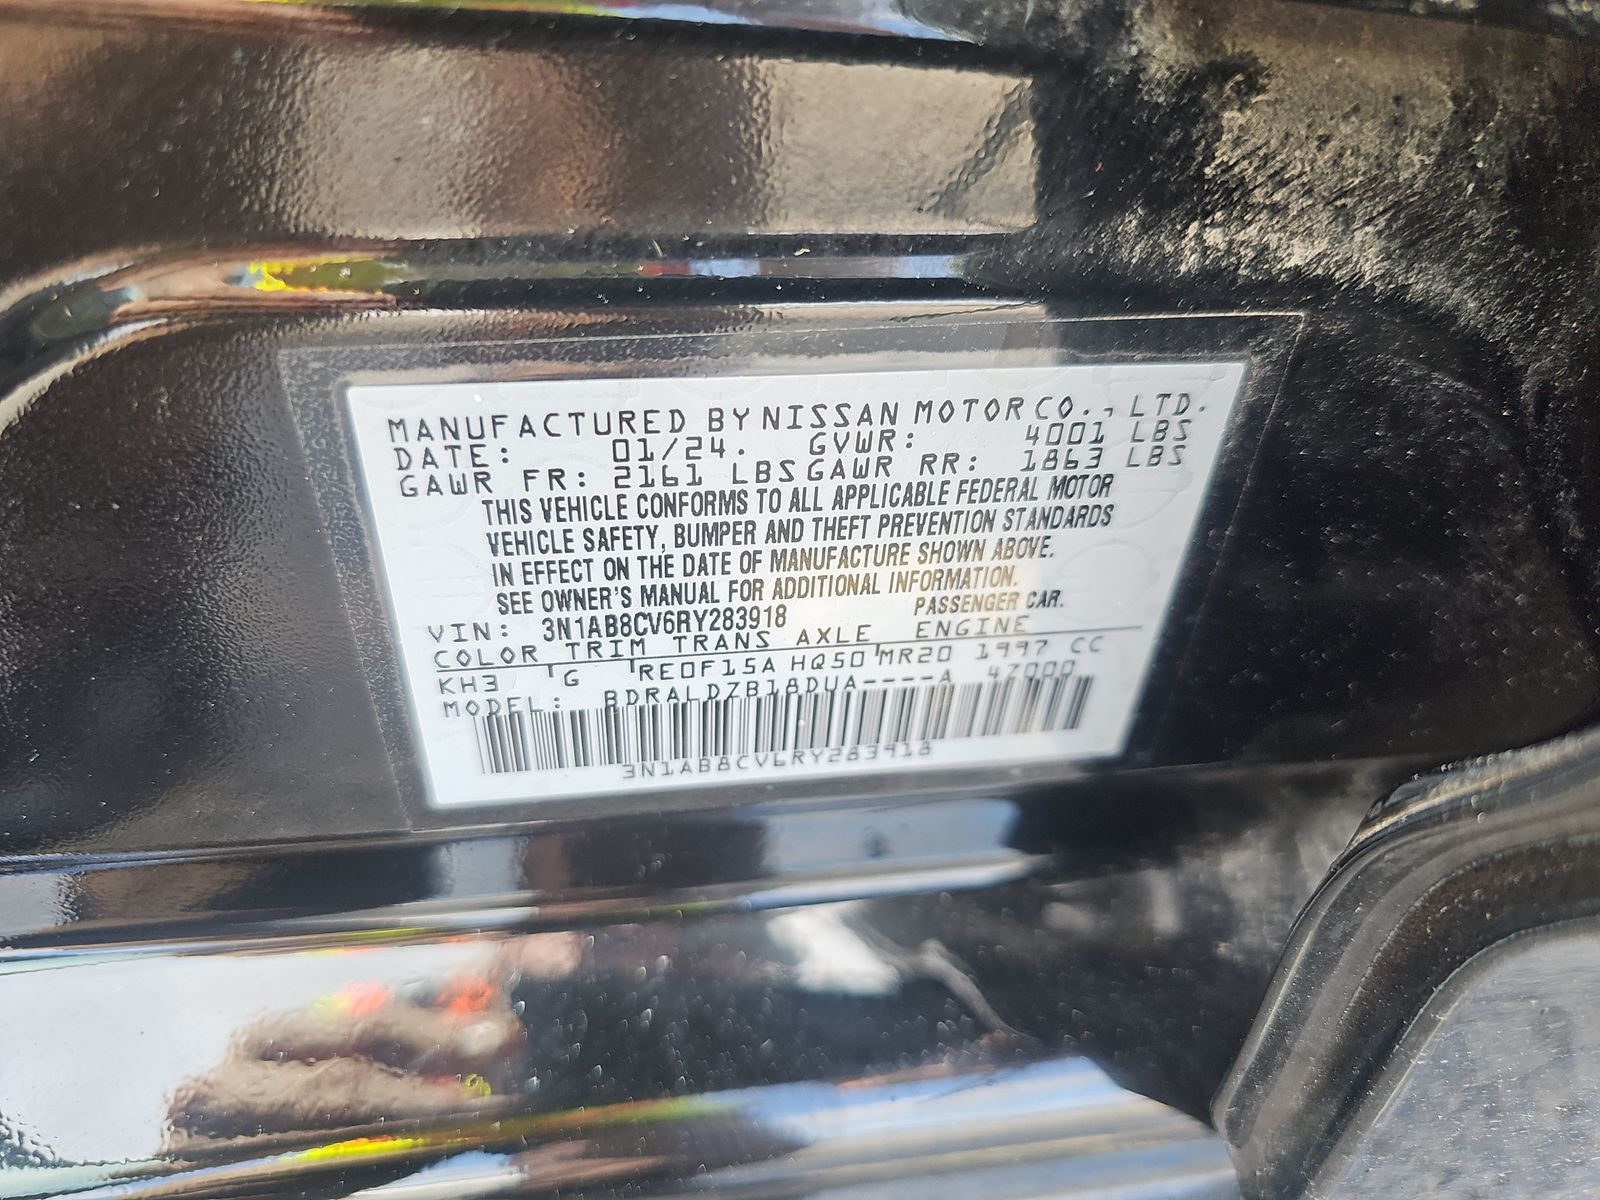 MANUFACTURED BY NISSAN MOTOR CO., LTD.
DATE: 01/24. GVWR: 4001 LBS
GAWR FR: 2161 LBS GAWR RR: 1863 LBS
THIS VEHICLE CONFORMS TO ALL APPLICABLE FEDERAL MOTOR
VEHICLE SAFETY, BUMPER AND THEFT PREVENTION STANDARDS
IN EFFECT ON THE DATE OF MANUFACTURE SHOWN ABOVE.
SEE OWNER'S MANUAL FOR ADDITIONAL INFORMATION.
VIN: 3N1AB8CV6RY283918 PASSENGER CAR.
COLOR TRIM TRANS AXLE ENGINE
KH3 G RE0F15A HQ50 MR20 1997 CC
MODEL: BDRALDZB18DUA----A 47000
3N1AB8CV6RY283918